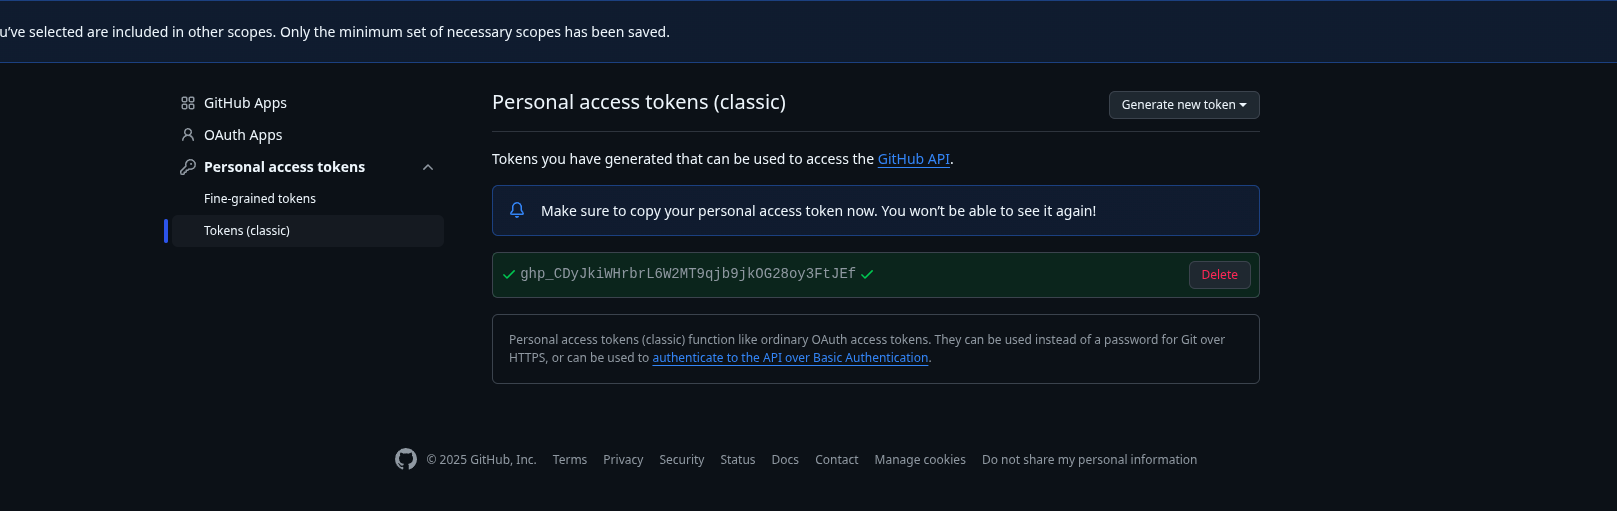 u've selected are included in other scopes. Only the minimum set of necessary scopes has been saved.
GitHub Apps
OAuth Apps
Personal access tokens
Fine-grained tokens
Tokens (classic)
Personal access tokens (classic)
Generate new token
Tokens you have generated that can be used to access the GitHub API.
Make sure to copy your personal access token now. You won't be able to see it again!
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
Delete
Personal access tokens (classic) function like ordinary OAuth access tokens. They can be used instead of a password for Git over
HTTPS, or can be used to authenticate to the API over Basic Authentication.
© 2025 GitHub, Inc. Terms Privacy Security Status Docs Contact Manage cookies Do not share my personal information